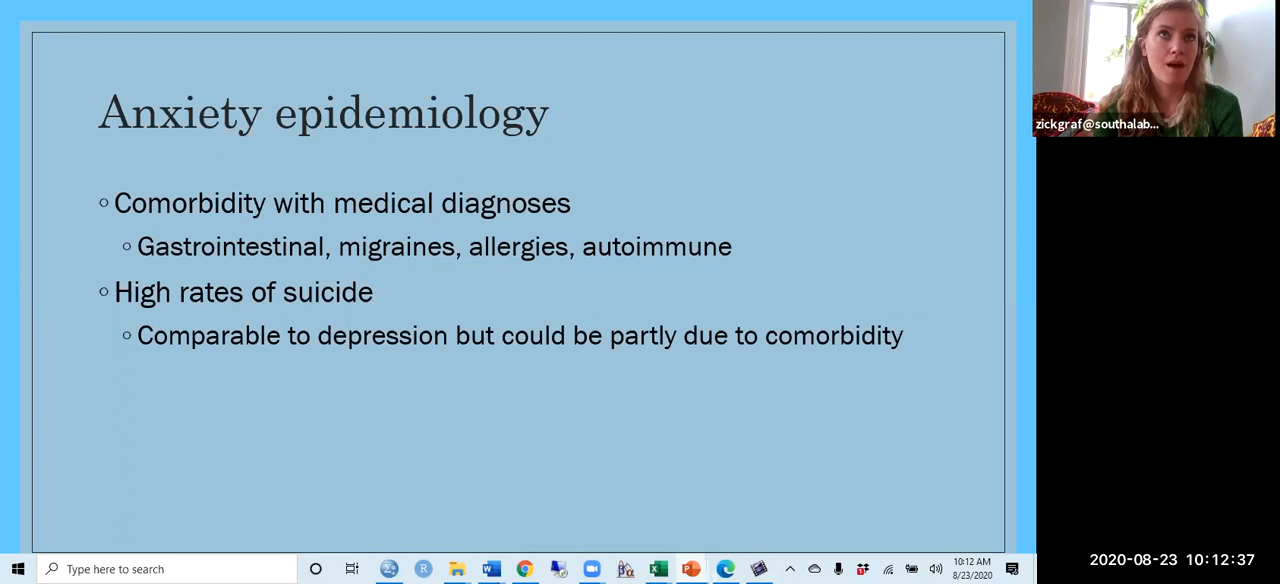 Anxiety epidemiology
◦ Comorbidity with medical diagnoses
◦ Gastrointestinal, migraines, allergies, autoimmune
◦ High rates of suicide
◦ Comparable to depression but could be partly due to comorbidity
zickgraf@southalab...
Type here to search
10:12 AM
8/23/2020
2020-08-23 10:12:37